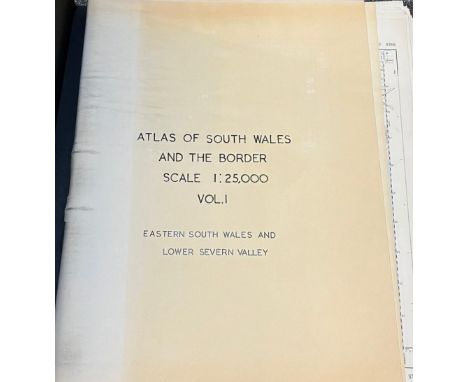 ATLAS OF SOUTH WALES
AND THE BORDER
SCALE 1:25,000
VOL.I
EASTERN SOUTH WALES AND
LOWER SEVERN VALLEY